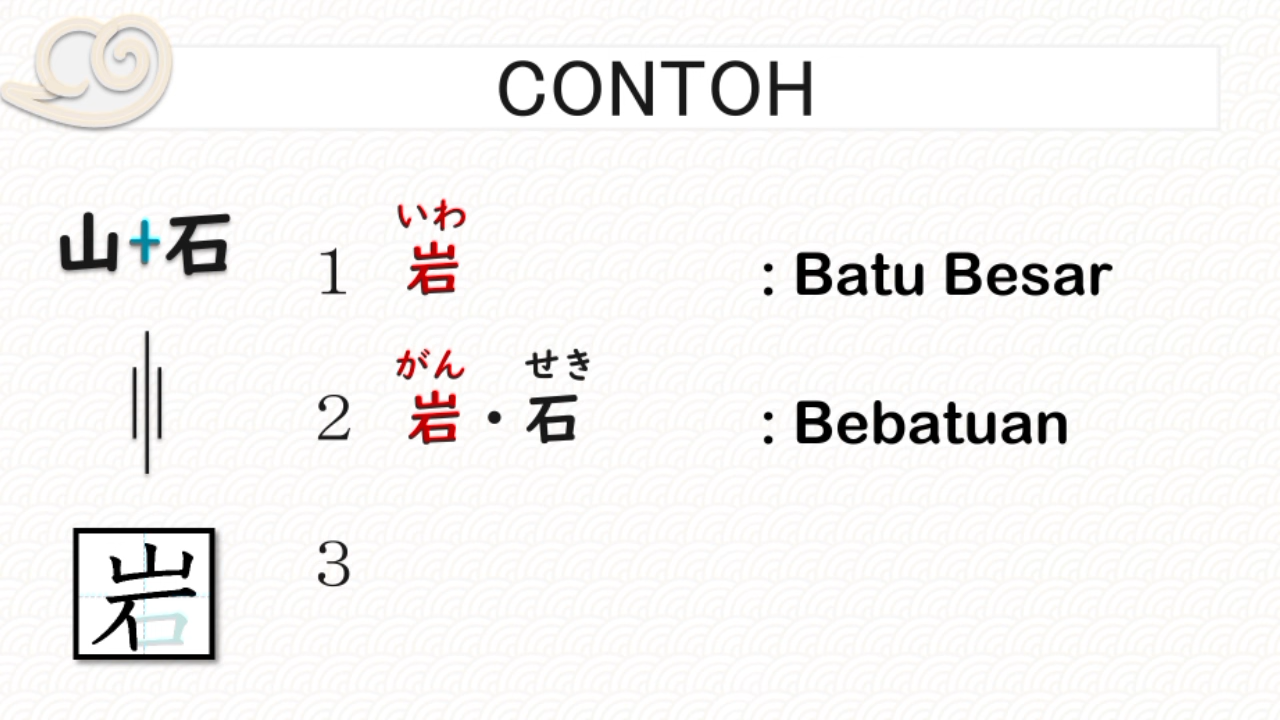 CONTOH
山+石
1 いわ
岩 : Batu Besar
2 がん せき
岩・石 : Bebatuan
岩
3